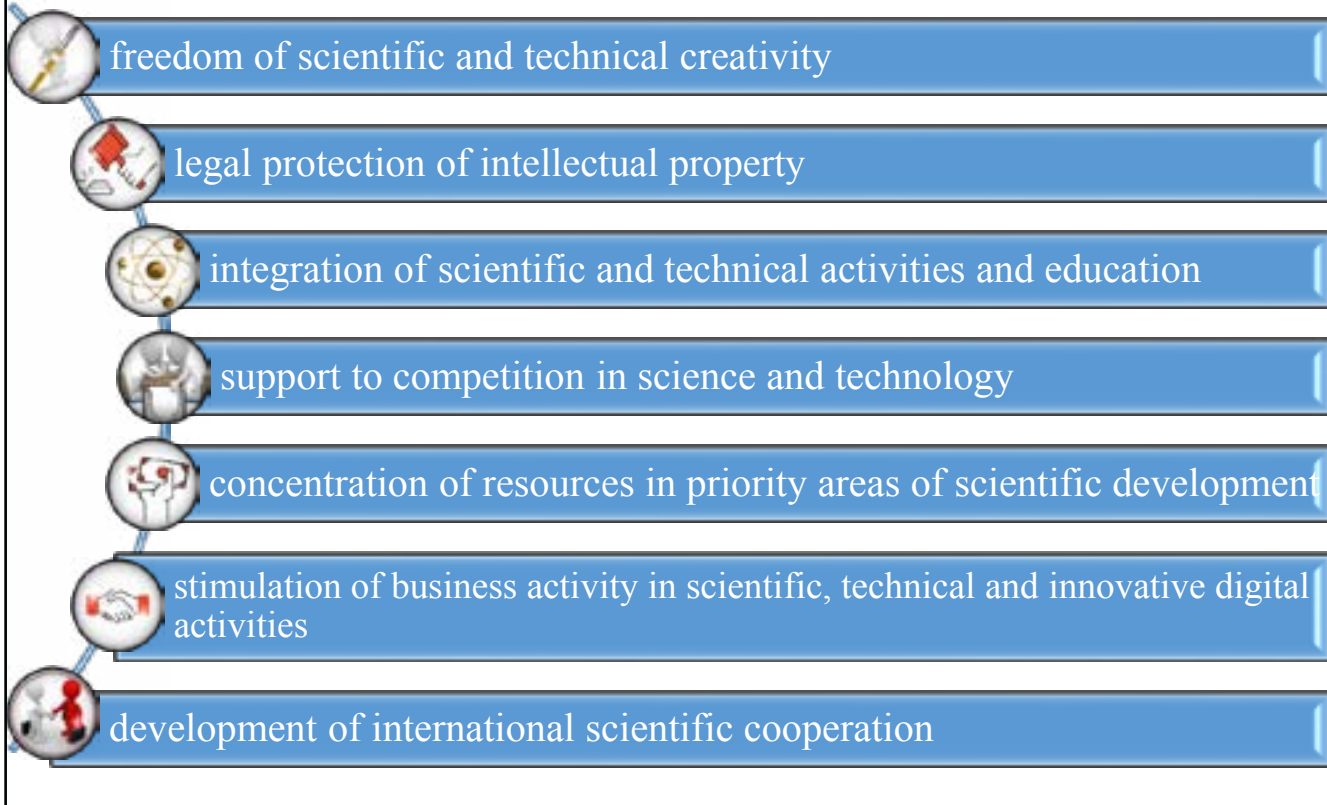 freedom of scientific and technical creativity
legal protection of intellectual property
integration of scientific and technical activities and education
support to competition in science and technology
concentration of resources in priority areas of scientific development
stimulation of business activity in scientific, technical and innovative digital
activities
development of international scientific cooperation